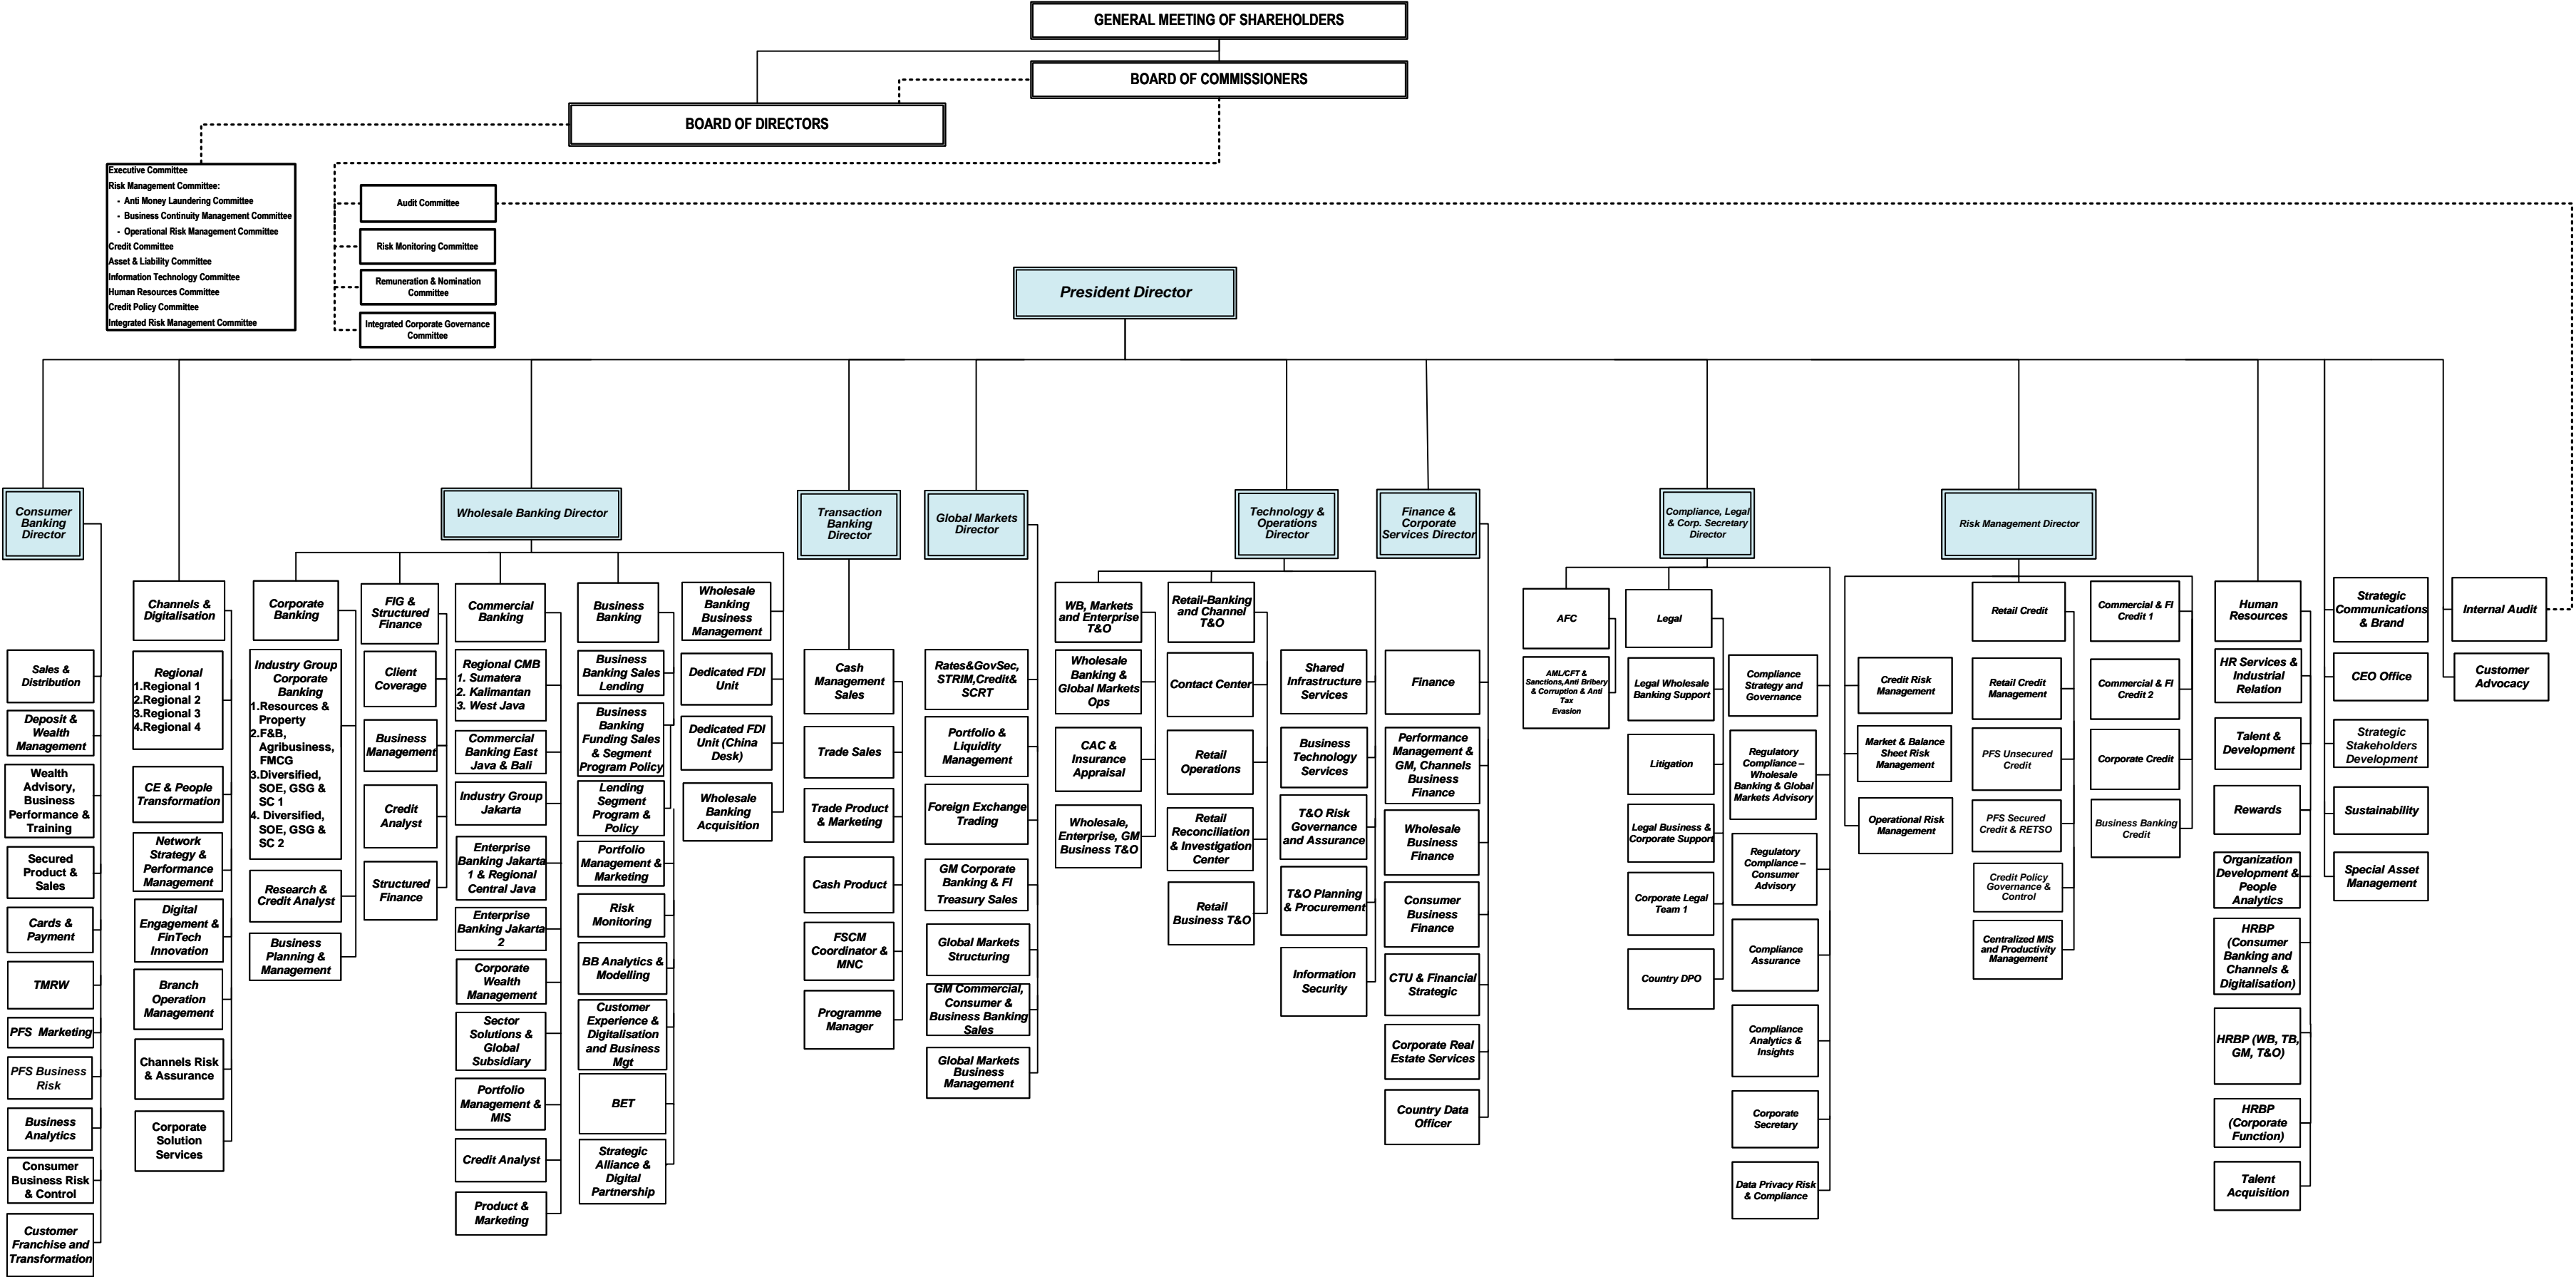 GENERAL MEETING OF SHAREHOLDERS
BOARD OF COMMISSIONERS
BOARD OF DIRECTORS
Executive Committee
Risk Management Committee:
- Anti Money Laundering Committee
- Business Continuity Management Committee
- Operational Risk Management Committee
Credit Committee
Asset & Liability Committee
Information Technology Committee
Human Resources Committee
Credit Policy Committee
Integrated Risk Management Committee
Audit Committee
Risk Monitoring Committee
Remuneration & Nomination
Committee
Integrated Corporate Governance
Committee
President Director
Consumer
Banking
Director
Sales &
Distribution
Deposit &
Wealth
Management
Wealth
Advisory,
Business
Performance &
Training
Secured
Product &
Sales
Cards &
Payment
TMRW
PFS Marketing
PFS Business
Risk
Business
Analytics
Consumer
Business Risk
& Control
Customer
Franchise and
Transformation
Channels &
Digitalisation
Regional
1.Regional 1
2.Regional 2
3.Regional 3
4.Regional 4
CE & People
Transformation
Network
Strategy &
Performance
Management
Digital
Engagement &
FinTech
Innovation
Branch
Operation
Management
Channels Risk
& Assurance
Corporate
Solution
Services
Wholesale Banking Director
Corporate
Banking
Industry Group
Corporate
Banking
1.Resources &
Property
2.F&B,
Agribusiness,
FMCG
3.Diversified,
SOE, GSG &
SC 1
4. Diversified,
SOE, GSG &
SC 2
Research &
Credit Analyst
Business
Planning &
Management
FIG &
Structured
Finance
Client
Coverage
Business
Management
Credit
Analyst
Structured
Finance
Commercial
Banking
Regional CMB
1. Sumatera
2. Kalimantan
3. West Java
Commercial
Banking East
Java & Bali
Industry Group
Jakarta
Enterprise
Banking Jakarta
1 & Regional
Central Java
Enterprise
Banking Jakarta
2
Corporate
Wealth
Management
Sector
Solutions &
Global
Subsidiary
Portfolio
Management &
MIS
Credit Analyst
Product &
Marketing
Business
Banking
Business
Banking Sales
Lending
Business
Banking
Funding Sales
& Segment
Program Policy
Lending
Segment
Program &
Policy
Portfolio
Management &
Marketing
Risk
Monitoring
BB Analytics &
Modelling
Customer
Experience &
Digitalisation
and Business
Mgt
BET
Strategic
Alliance &
Digital
Partnership
Wholesale
Banking
Business
Management
Dedicated FDI
Unit
Dedicated FDI
Unit (China
Desk)
Wholesale
Banking
Acquisition
Transaction
Banking
Director
Cash
Management
Sales
Trade Sales
Trade Product
& Marketing
Cash Product
FSCM
Coordinator &
MNC
Programme
Manager
Global Markets
Director
Rates&GovSec,
STRIM,Credit&
SCRT
Portfolio &
Liquidity
Management
Foreign Exchange
Trading
GM Corporate
Banking & FI
Treasury Sales
Global Markets
Structuring
GM Commercial,
Consumer &
Business Banking
Sales
Global Markets
Business
Management
Technology &
Operations
Director
WB, Markets
and Enterprise
T&O
Wholesale
Banking &
Global Markets
Ops
CAC &
Insurance
Appraisal
Wholesale,
Enterprise, GM
Business T&O
Retail-Banking
and Channel
T&O
Contact Center
Retail
Operations
Retail
Reconciliation
& Investigation
Center
Retail
Business T&O
Shared
Infrastructure
Services
Business
Technology
Services
T&O Risk
Governance
and Assurance
T&O Planning
& Procurement
Information
Security
Finance &
Corporate
Services Director
Finance
Performance
Management &
GM, Channels
Business
Finance
Wholesale
Business
Finance
Consumer
Business
Finance
CTU & Financial
Strategic
Corporate Real
Estate Services
Country Data
Officer
Compliance, Legal
& Corp. Secretary
Director
AFC
AML/CFT &
Sanctions,Anti Bribery
& Corruption & Anti
Tax
Evasion
Legal
Legal Wholesale
Banking Support
Litigation
Legal Business &
Corporate Support
Corporate Legal
Team 1
Country DPO
Compliance
Strategy and
Governance
Regulatory
Compliance –
Wholesale
Banking & Global
Markets Advisory
Regulatory
Compliance –
Consumer
Advisory
Compliance
Assurance
Compliance
Analytics &
Insights
Corporate
Secretary
Data Privacy Risk
& Compliance
Risk Management Director
Credit Risk
Management
Market & Balance
Sheet Risk
Management
Operational Risk
Management
Retail Credit
Retail Credit
Management
PFS Unsecured
Credit
PFS Secured
Credit & RETSO
Credit Policy
Governance &
Control
Centralized MIS
and Productivity
Management
Commercial & FI
Credit 1
Commercial & FI
Credit 2
Corporate Credit
Business Banking
Credit
Human
Resources
HR Services &
Industrial
Relation
Talent &
Development
Rewards
Organization
Development &
People
Analytics
HRBP
(Consumer
Banking and
Channels &
Digitalisation)
HRBP (WB, TB,
GM, T&O)
HRBP
(Corporate
Function)
Talent
Acquisition
Strategic
Communications
& Brand
CEO Office
Strategic
Stakeholders
Development
Sustainability
Special Asset
Management
Internal Audit
Customer
Advocacy